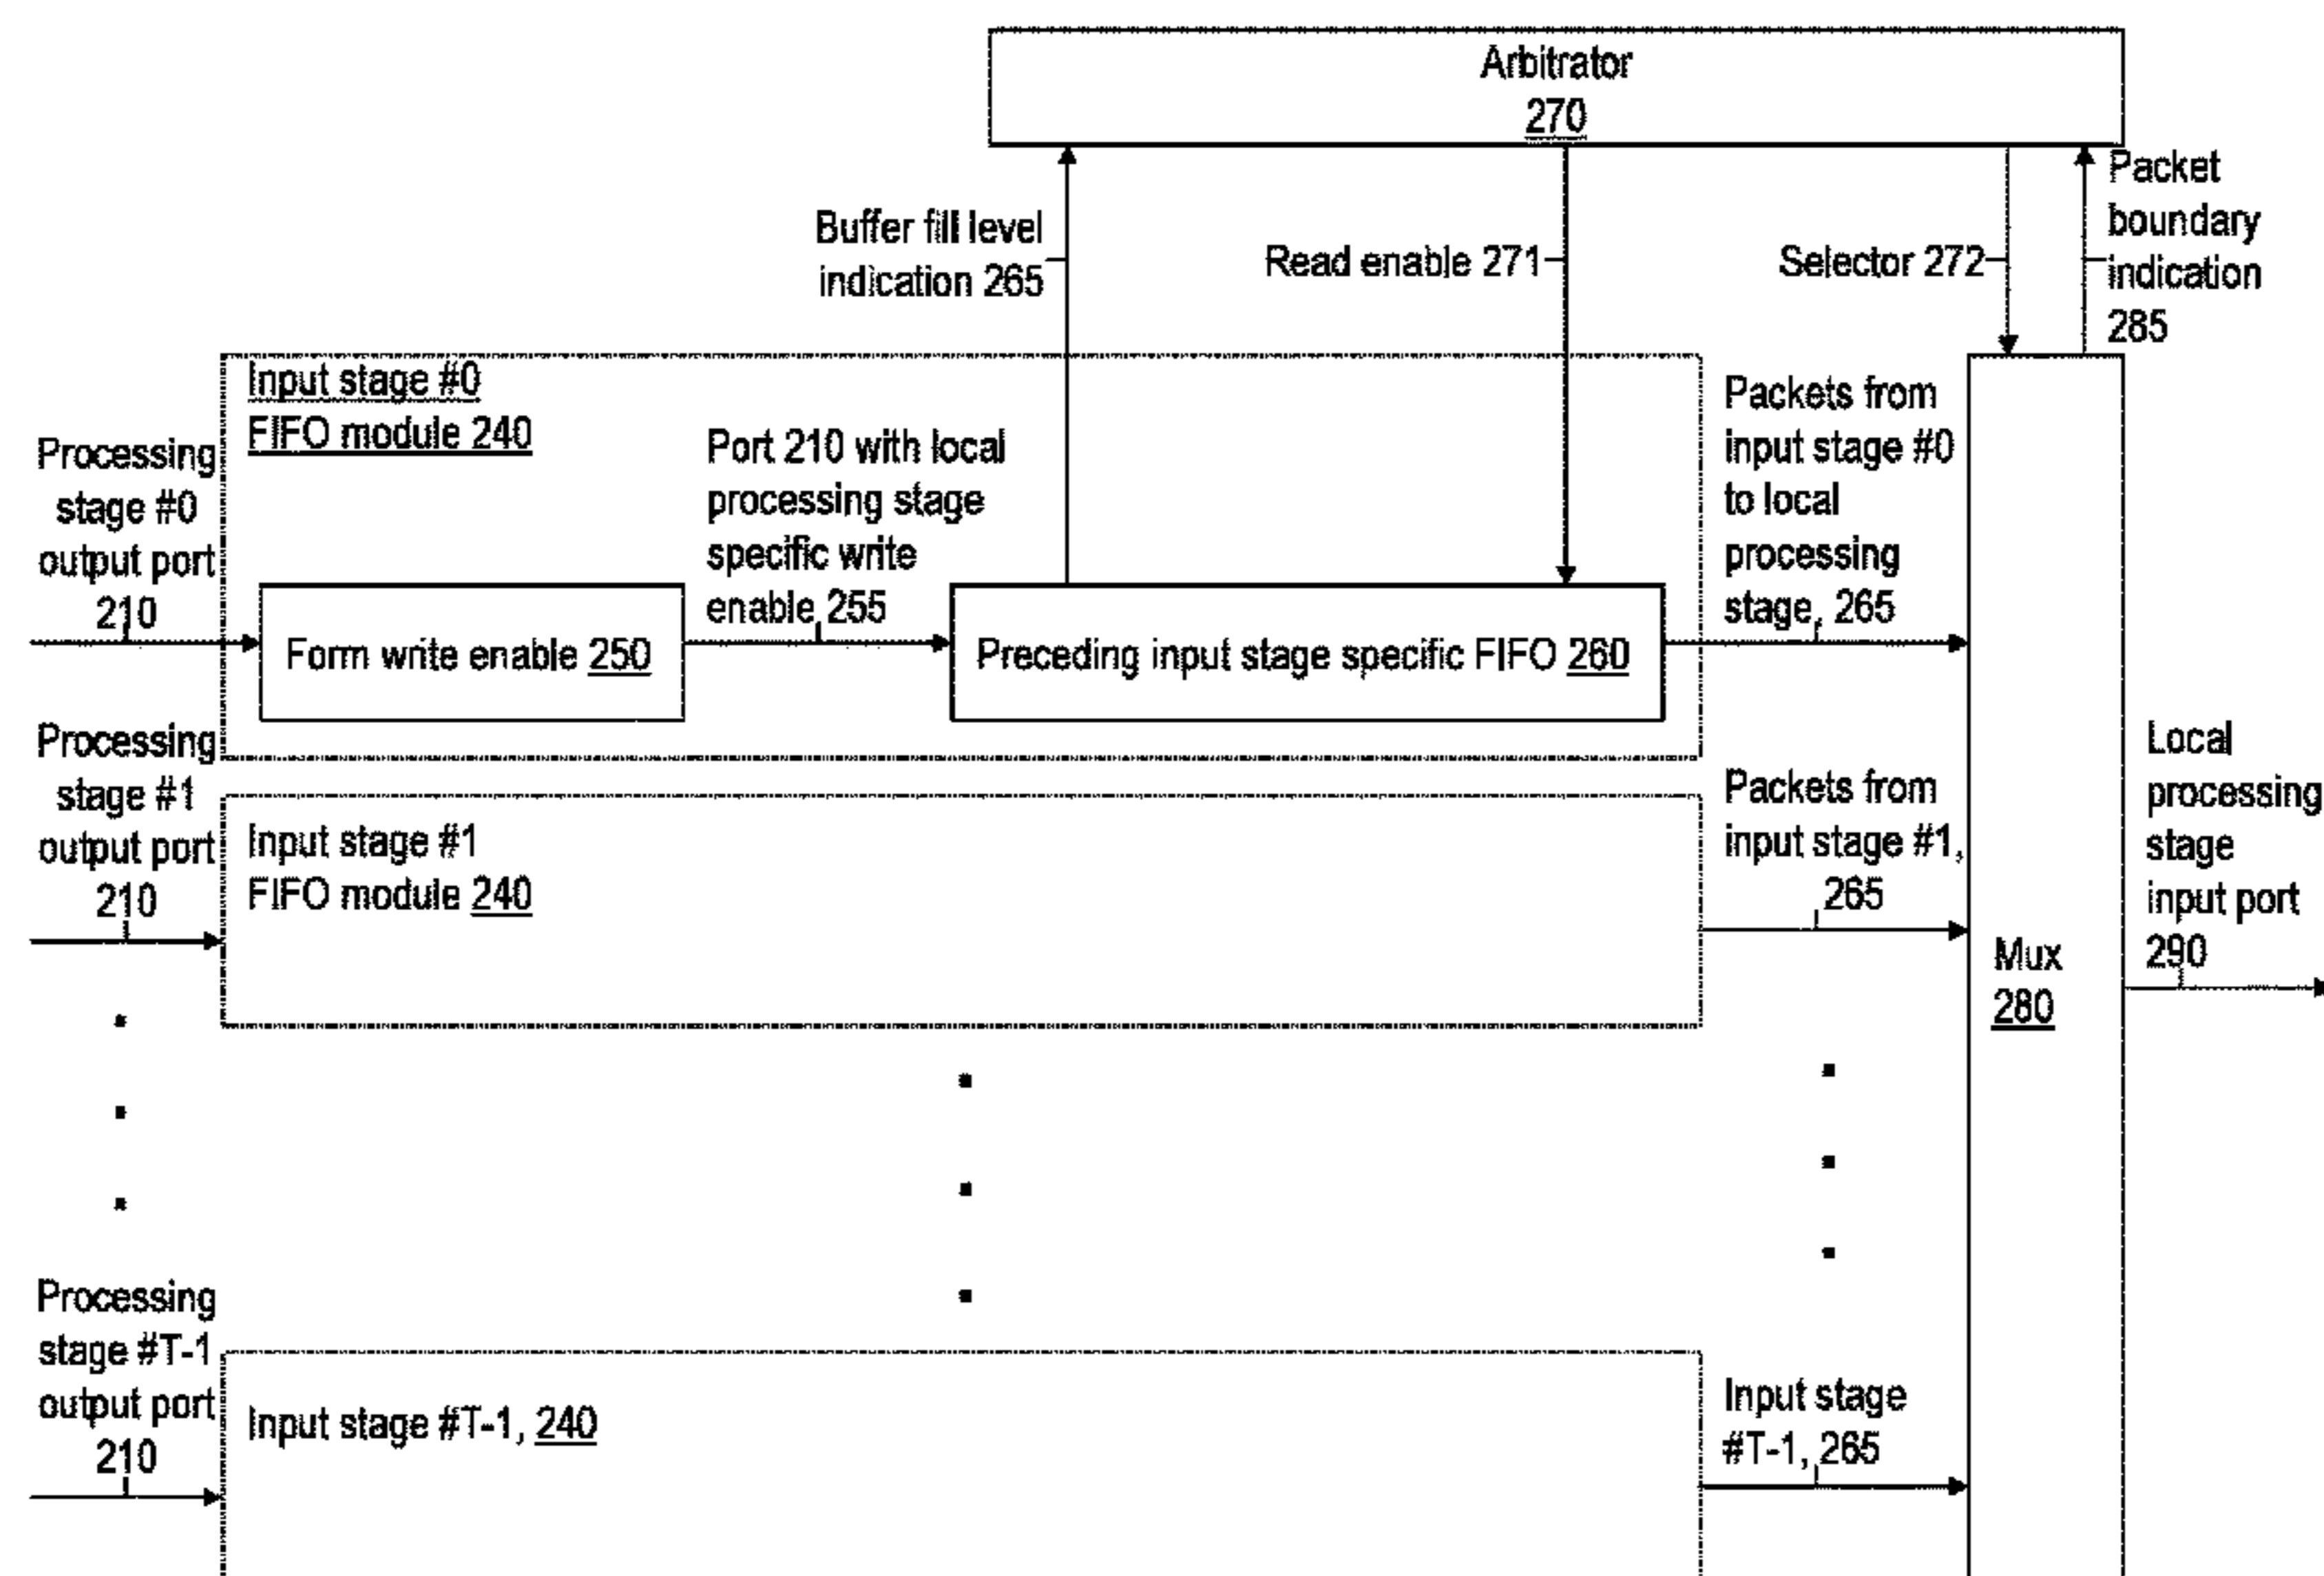 Arbitrator
270
Buffer fill level
indication 265
Read enable 271
Selector 272
Packet
boundary
indication
285
Input stage #0
FIFO module 240
Processing
stage #0
output port
210
Port 210 with local
processing stage
specific write
enable, 255
Packets from
input stage #0
to local
processing
stage, 265
Form write enable 250
Preceding input stage specific FIFO 260
Processing
stage #1
output port
210
Input stage #1
FIFO module 240
Packets from
input stage #1,
265
Mux
280
Local
processing
stage
input port
290
Processing
stage #T-1
output port
210
Input stage #T-1, 240
Input stage
#T-1, 265